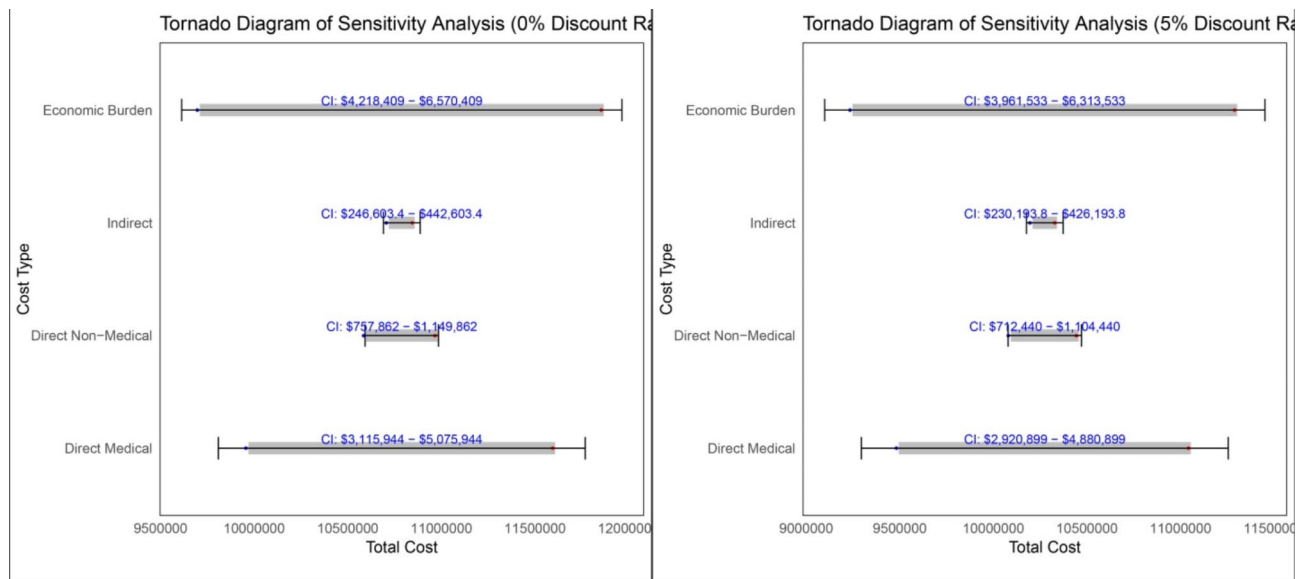 Tornado Diagram of Sensitivity Analysis (0% Discount Ra
Economic Burden
CI: $4,218,409 − $6,570,409
Indirect
CI: $246,603.4 − $442,603.4
Direct Non−Medical
CI: $757,862 − $1,149,862
Direct Medical
CI: $3,115,944 − $5,075,944
Cost Type
9500000 10000000 10500000 11000000 11500000 1200000
Total Cost
Tornado Diagram of Sensitivity Analysis (5% Discount Ra
Economic Burden
CI: $3,961,533 − $6,313,533
Indirect
CI: $230,193.8 − $426,193.8
Direct Non−Medical
CI: $712,440 − $1,104,440
Direct Medical
CI: $2,920,899 − $4,880,899
Cost Type
9000000 9500000 10000000 10500000 11000000 1150000
Total Cost